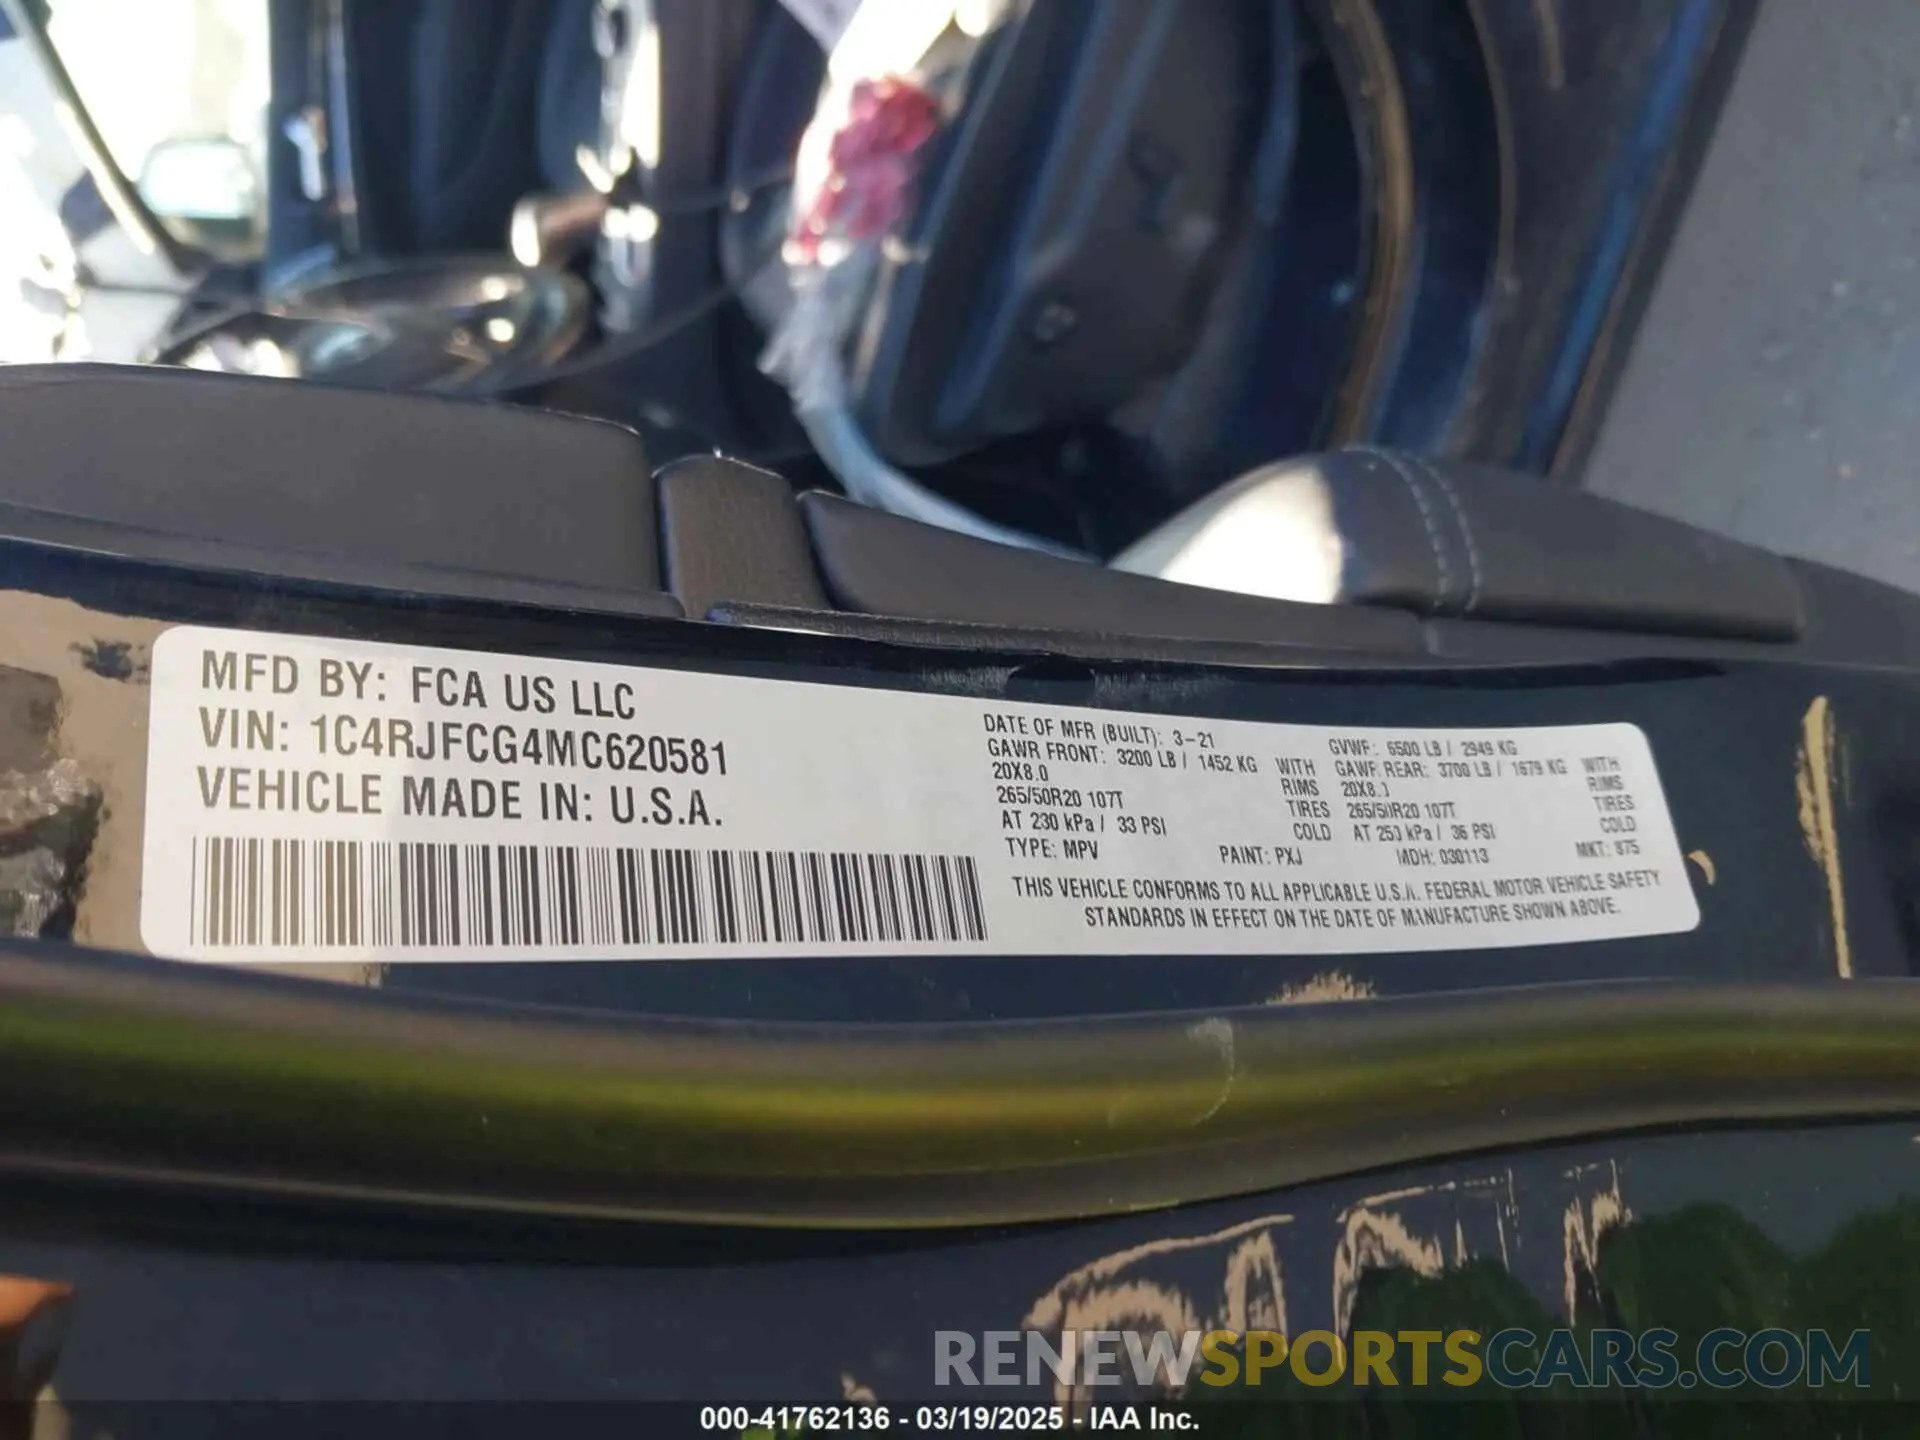 MFD BY: FCA US LLC
VIN: 1C4RJFCG4MC620581
VEHICLE MADE IN: U.S.A.
DATE OF MFR (BUILT): 3-21 GVWR: 6500 LB / 2949 KG
GAWR FRONT: 3200 LB / 1452 KG WITH GAWR REAR: 3700 LB / 1679 KG WITH
20X8.0 RIMS 20X8.0 RIMS
265/50R20 107T TIRES 265/50R20 107T TIRES
AT 230 kPa / 33 PSI COLD AT 250 kPa / 36 PSI COLD
TYPE: MPV PAINT: PXJ MDH: 030113 MKT: 875
THIS VEHICLE CONFORMS TO ALL APPLICABLE U.S.A. FEDERAL MOTOR VEHICLE SAFETY
STANDARDS IN EFFECT ON THE DATE OF MANUFACTURE SHOWN ABOVE.
RENEWSPORTSCARS.COM
000-41762136 - 03/19/2025 - IAA Inc.